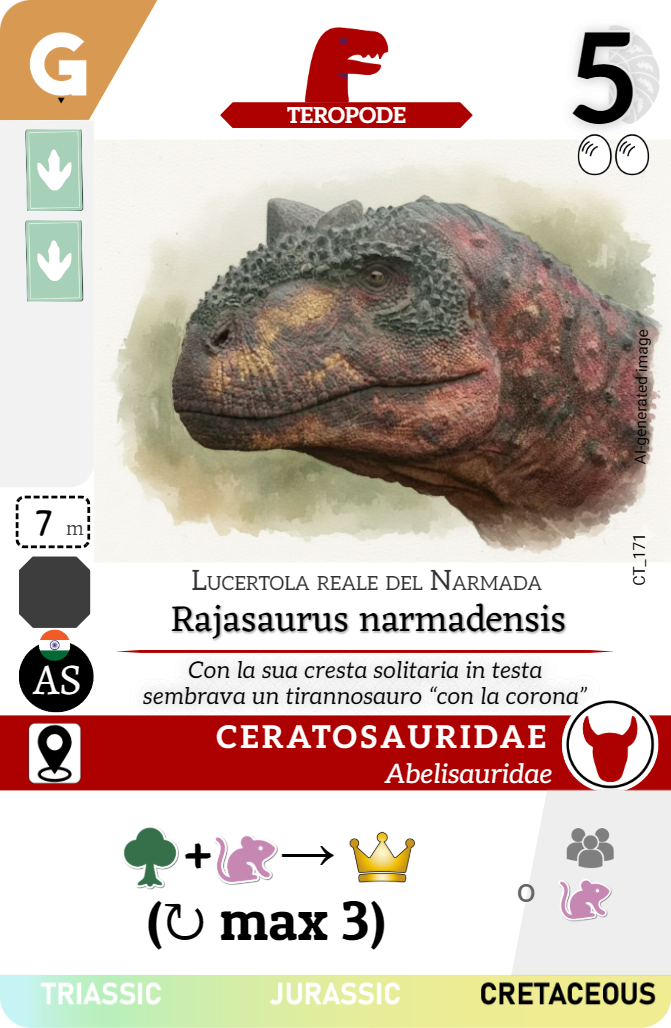 G
TEROPODE
5
AI-generated image
CT_171
7 m
Lucertola reale del Narmada
Rajasaurus narmadensis
AS
Con la sua cresta solitaria in testa
sembrava un tirannosauro “con la corona”
CERATOSAURIDAE
Abelisauridae
+ →
o
(↻ max 3)
TRIASSIC JURASSIC CRETACEOUS